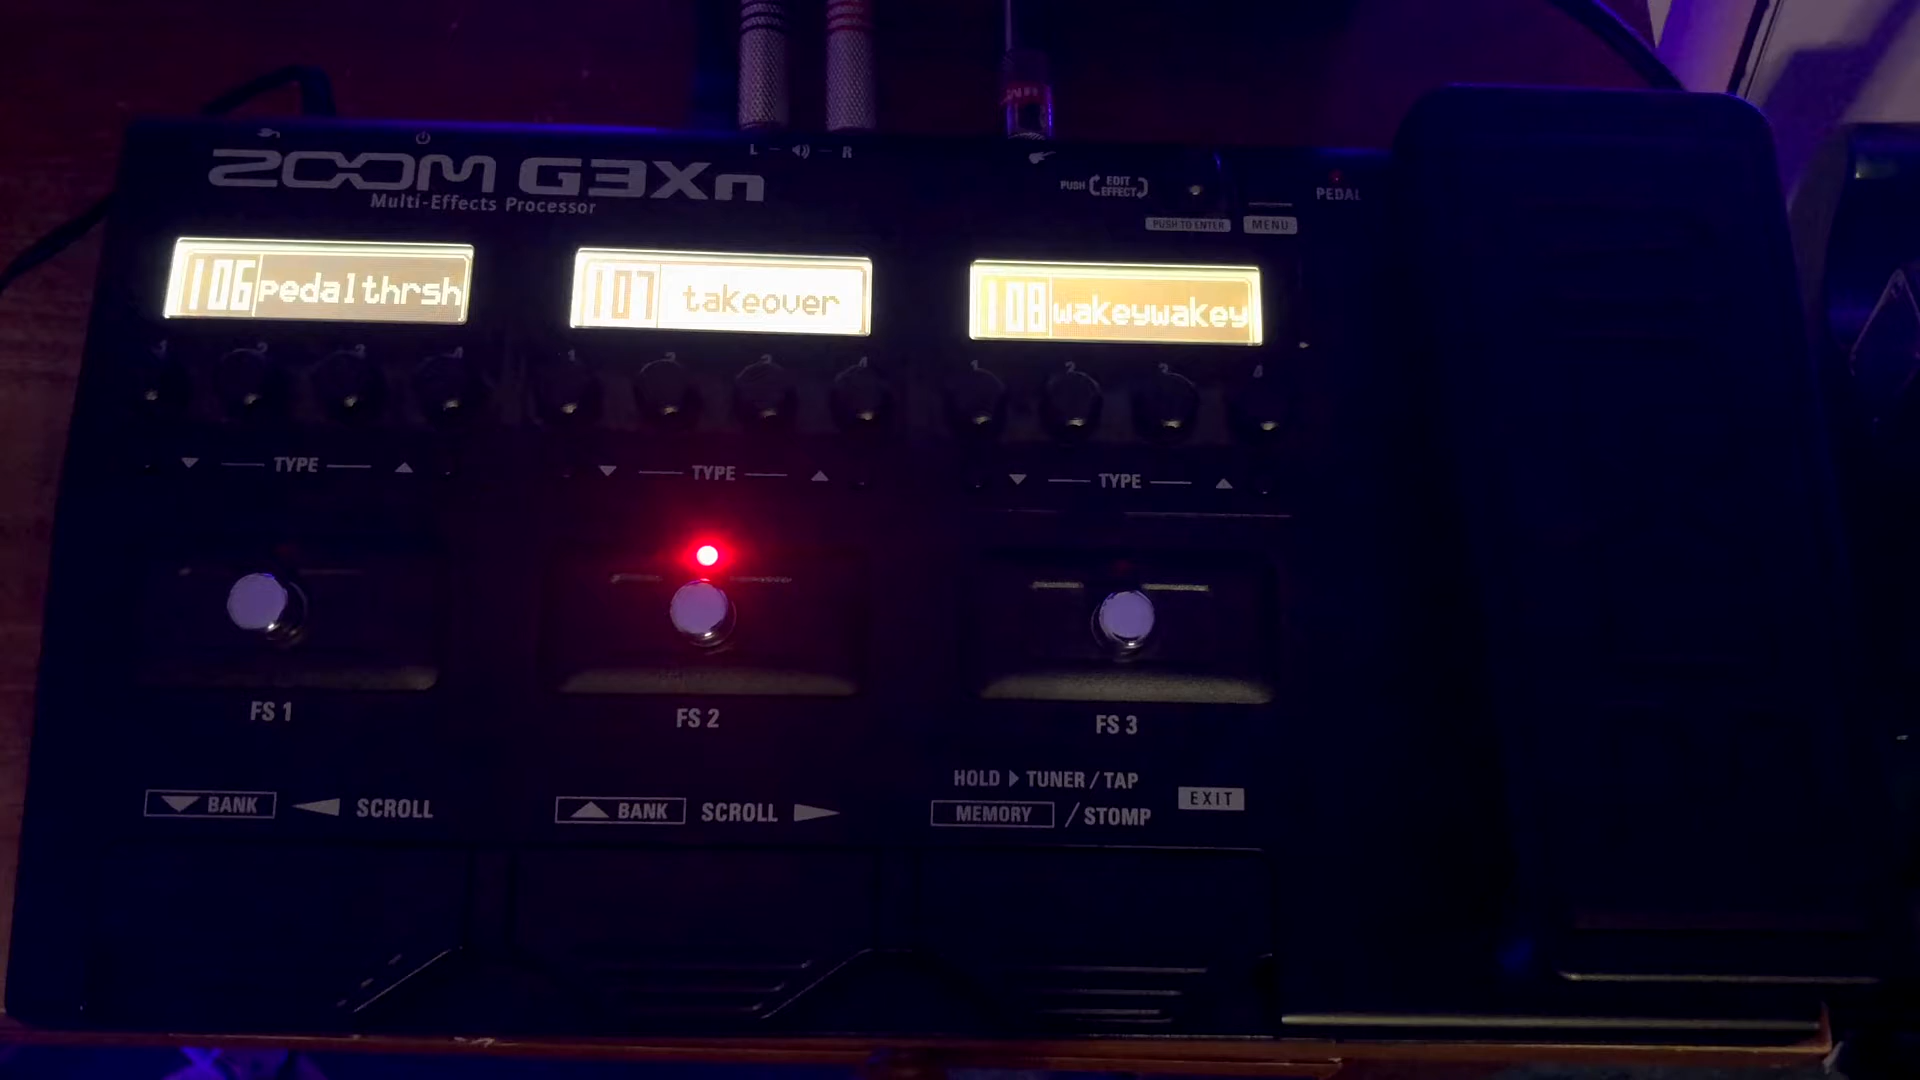 L R
ZOOM G3Xn
Multi-Effects Processor
PUSH EDIT EFFECT
PUSH TO ENTER
MENU
PEDAL
106 pedalthrsh
107 takeover
108 wakeywakey
1 2 3 4 1 2 3 4 1 2 3 4
TYPE TYPE TYPE
FS 1
FS 2
FS 3
BANK SCROLL
BANK SCROLL
HOLD TUNER / TAP
MEMORY / STOMP
EXIT